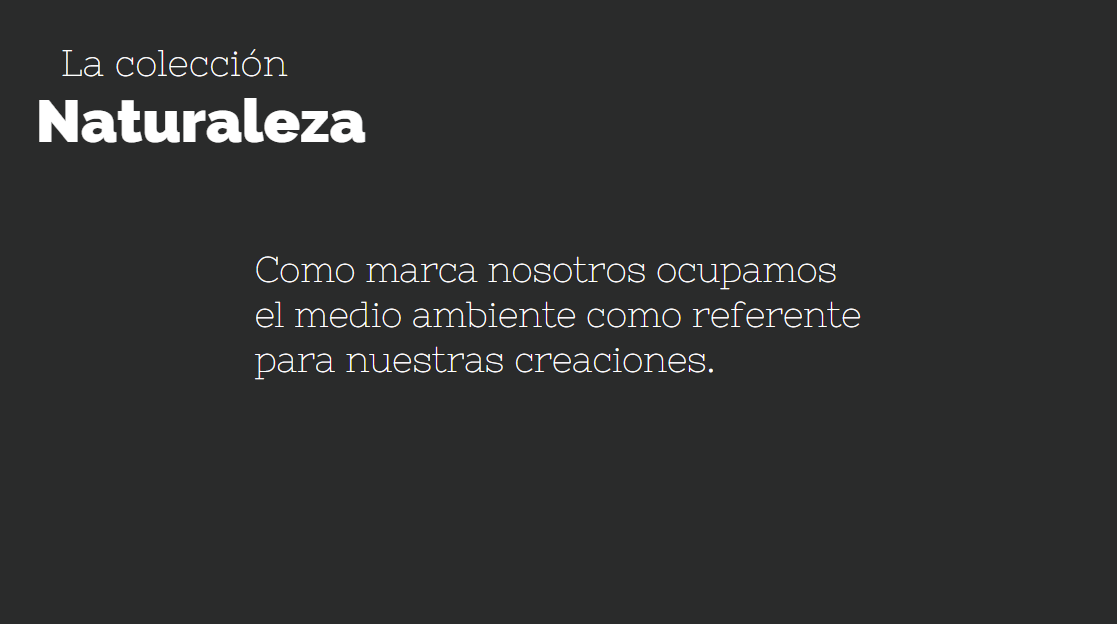 La colección
Naturaleza
Como marca nosotros ocupamos
el medio ambiente como referente
para nuestras creaciones.